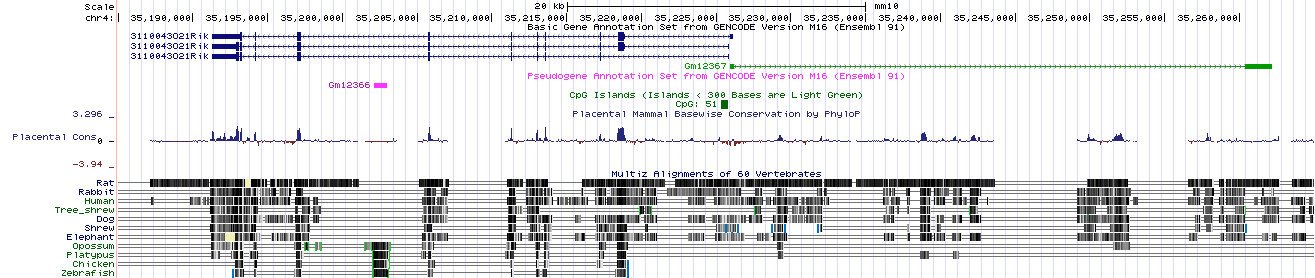 Scale 20 kb mm10
chr4: 35,190,000 35,195,000 35,200,000 35,205,000 35,210,000 35,215,000 35,220,000 35,225,000 35,230,000 35,235,000 35,240,000 35,245,000 35,250,000 35,255,000 35,260,000
Basic Gene Annotation Set from GENCODE Version M16 (Ensembl 91)
3110043O21Rik
3110043O21Rik
3110043O21Rik
Gm12367
Pseudogene Annotation Set from GENCODE Version M16 (Ensembl 91)
Gm12366
CpG Islands (Islands < 300 Bases are Light Green)
CpG: 51
Placental Mammal Basewise Conservation by PhyloP
3.296 _
Placental Cons
0 -
-3.94 _
Multiz Alignments of 60 Vertebrates
Rat
Rabbit
Human
Tree_shrew
Dog
Shrew
Elephant
Opossum
Platypus
Chicken
Zebrafish